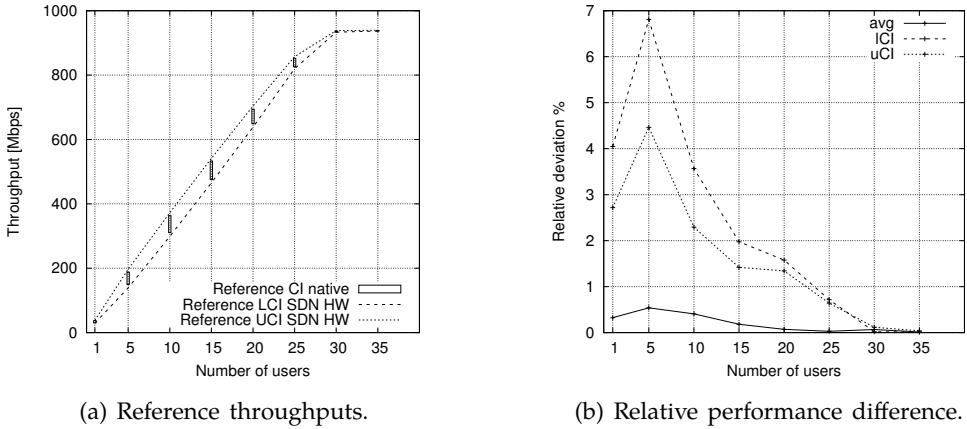 1000
800
600
400
200
0
Throughput [Mbps]
Reference CI native
Reference LCI SDN HW
Reference UCI SDN HW
1 5 10 15 20 25 30 35
Number of users
(a) Reference throughputs.
7
6
5
4
3
2
1
0
Relative deviation %
avg
lCI
uCI
1 5 10 15 20 25 30 35
Number of users
(b) Relative performance difference.